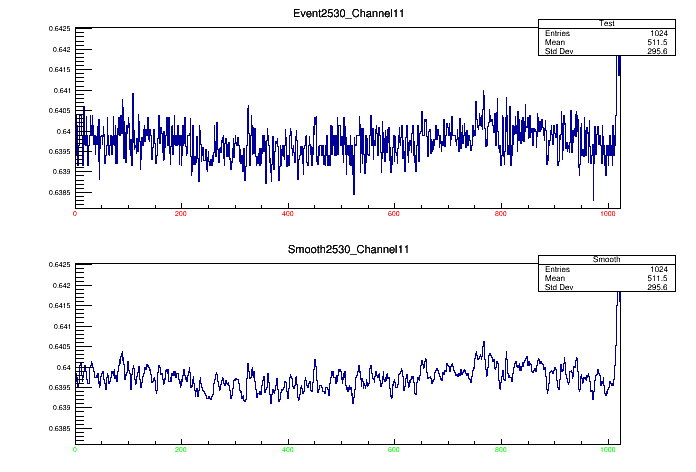 Event2530_Channel11
Test
Entries 1024
Mean 511.5
Std Dev 295.6
0.6425
0.642
0.6415
0.641
0.6405
0.64
0.6395
0.639
0.6385
0 200 400 600 800 1000
Smooth2530_Channel11
Smooth
Entries 1024
Mean 511.5
Std Dev 295.6
0.6425
0.642
0.6415
0.641
0.6405
0.64
0.6395
0.639
0.6385
0 200 400 600 800 1000